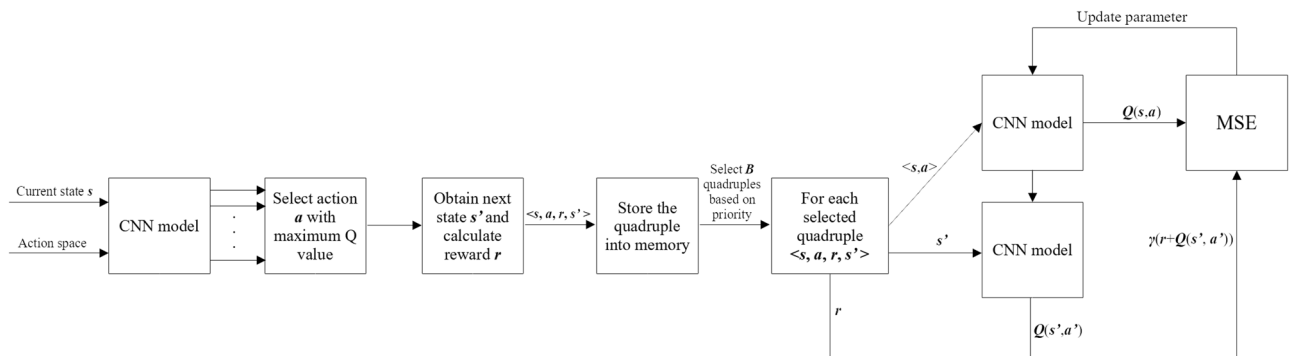 Update parameter
CNN model
Q(s,a)
MSE
<s,a>
Current state s
Action space
CNN model
Select action
a with
maximum Q
value
Obtain next
state s’ and
calculate
reward r
<s, a, r, s’>
Store the
quadruple
into memory
Select B
quadruples
based on
priority
For each
selected
quadruple
<s, a, r, s’>
s’
CNN model
γ(r+Q(s’, a’))
r
Q(s’,a’)